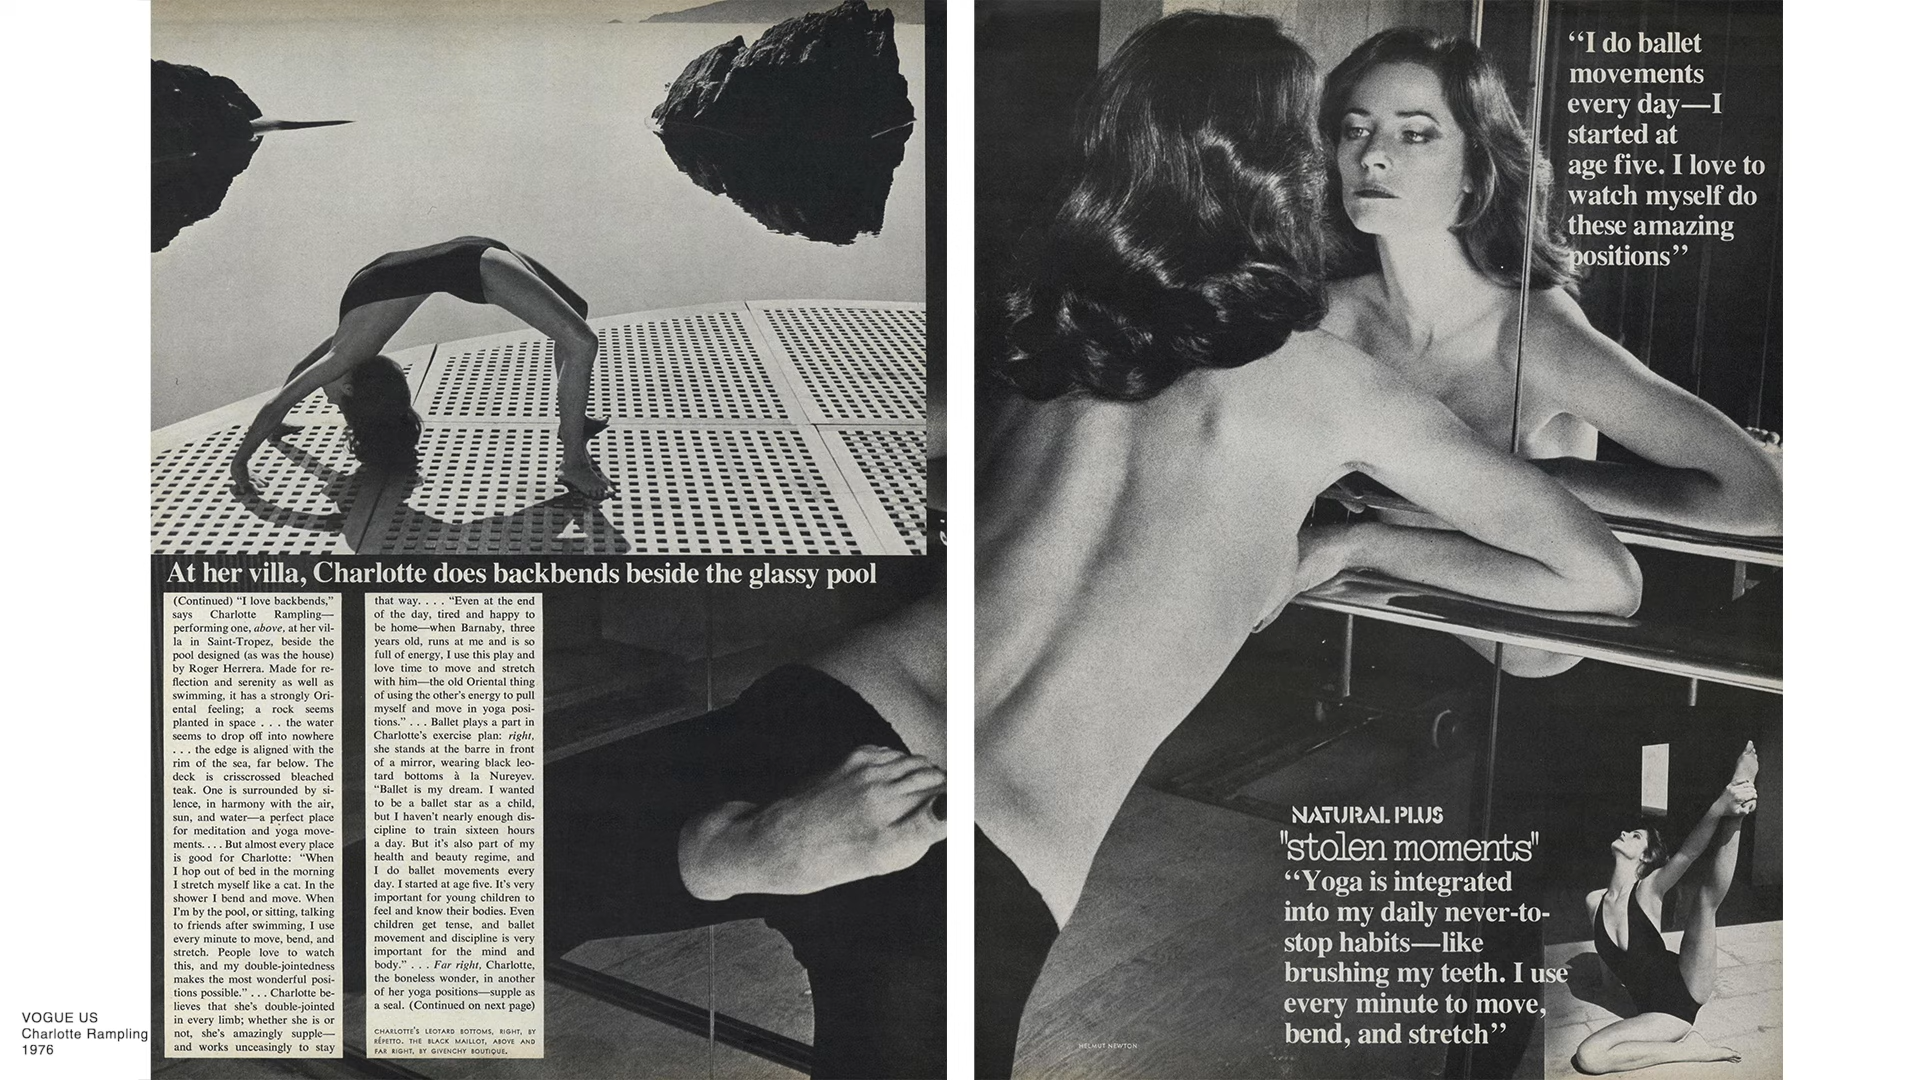 At her villa, Charlotte does backbends beside the glassy pool
(Continued) “I love backbends,”
says Charlotte Rampling—
performing one, above, at her vil-
la in Saint-Tropez, beside the
pool designed (as was the house)
by Roger Herrera. Made for re-
flection and serenity as well as
swimming, it has a strongly Ori-
ental feeling; a rock seems
planted in space . . . the water
seems to drop off into nowhere
. . . the edge is aligned with the
rim of the sea, far below. The
deck is crisscrossed bleached
teak. One is surrounded by si-
lence, in harmony with the air,
sun, and water—a perfect place
for meditation and yoga move-
ments. . . . But almost every place
is good for Charlotte: “When
I hop out of bed in the morning
I stretch myself like a cat. In the
shower I bend and move. When
I’m by the pool, or sitting, talking
to friends after swimming, I use
every minute to move, bend, and
stretch. People love to watch
this, and my double-jointedness
makes the most wonderful posi-
tions possible.” . . . Charlotte be-
lieves that she’s double-jointed
in every limb; whether she is or
not, she’s amazingly supple—
and works unceasingly to stay
that way. . . . “Even at the end
of the day, tired and happy to
be home—when Barnaby, three
years old, runs at me and is so
full of energy, I use this play and
love time to move and stretch
with him—the old Oriental thing
of using the other’s energy to pull
myself and move in yoga posi-
tions.” . . . Ballet plays a part in
Charlotte’s exercise plan: right,
she stands at the barre in front
of a mirror, wearing black leo-
tard bottoms à la Nureyev.
“Ballet is my dream. I wanted
to be a ballet star as a child,
but I haven’t nearly enough dis-
cipline to train sixteen hours
a day. But it’s also part of my
health and beauty regime, and
I do ballet movements every
day. I started at age five. It’s very
important for young children to
feel and know their bodies. Even
children get tense, and ballet
movement and discipline is very
important for the mind and
body.” . . . Far right, Charlotte,
the boneless wonder, in another
of her yoga positions—supple as
a seal. (Continued on next page)
CHARLOTTE’S LEOTARD BOTTOMS, RIGHT, BY
RÉPETTO. THE BLACK MAILLOT, ABOVE AND
FAR RIGHT, BY GIVENCHY BOUTIQUE.
“I do ballet
movements
every day—I
started at
age five. I love to
watch myself do
these amazing
positions”
NATURAL PLUS
"stolen moments"
“Yoga is integrated
into my daily never-to-
stop habits—like
brushing my teeth. I use
every minute to move,
bend, and stretch”
HELMUT NEWTON
VOGUE US
Charlotte Rampling
1976